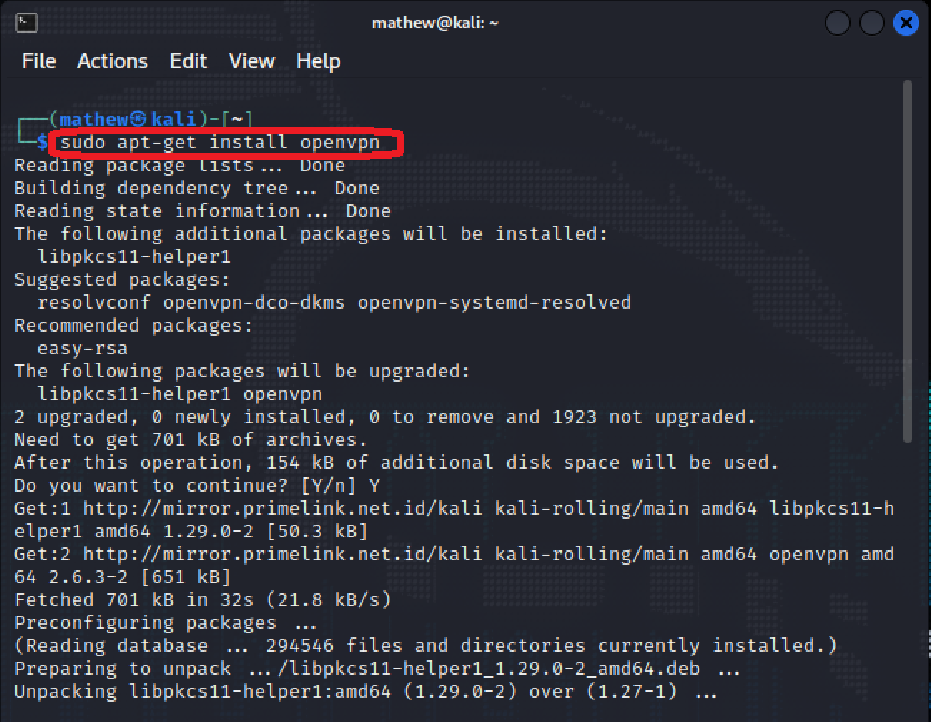 mathew@kali: ~
File Actions Edit View Help
┌──(mathew㉿kali)-[~]
└─$ sudo apt-get install openvpn
Reading package lists... Done
Building dependency tree... Done
Reading state information... Done
The following additional packages will be installed:
  libpkcs11-helper1
Suggested packages:
  resolvconf openvpn-dco-dkms openvpn-systemd-resolved
Recommended packages:
  easy-rsa
The following packages will be upgraded:
  libpkcs11-helper1 openvpn
2 upgraded, 0 newly installed, 0 to remove and 1923 not upgraded.
Need to get 701 kB of archives.
After this operation, 154 kB of additional disk space will be used.
Do you want to continue? [Y/n] Y
Get:1 http://mirror.primelink.net.id/kali kali-rolling/main amd64 libpkcs11-h
elper1 amd64 1.29.0-2 [50.3 kB]
Get:2 http://mirror.primelink.net.id/kali kali-rolling/main amd64 openvpn amd
64 2.6.3-2 [651 kB]
Fetched 701 kB in 32s (21.8 kB/s)
Preconfiguring packages ...
(Reading database ... 294546 files and directories currently installed.)
Preparing to unpack .../libpkcs11-helper1_1.29.0-2_amd64.deb ...
Unpacking libpkcs11-helper1:amd64 (1.29.0-2) over (1.27-1) ...